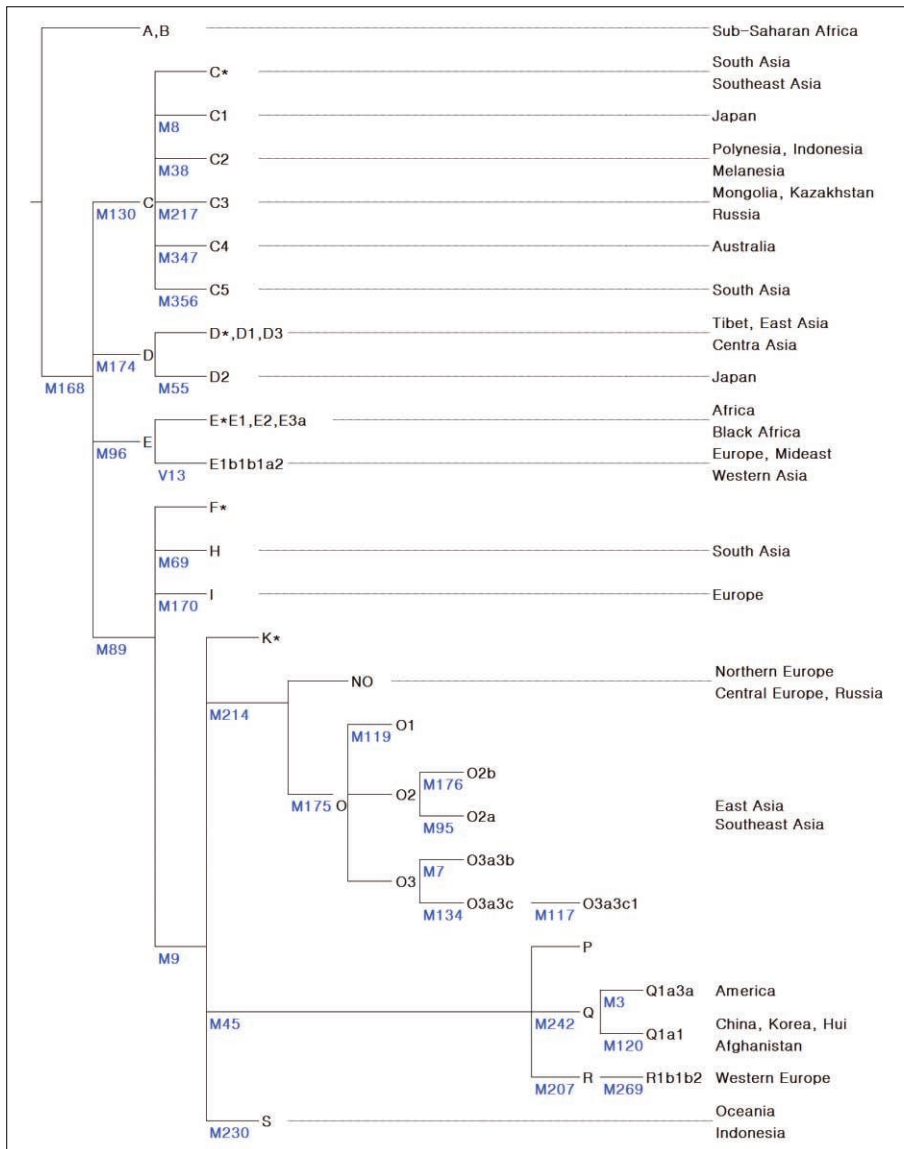 A,B Sub-Saharan Africa
South Asia
C* Southeast Asia
C1 Japan
M8
Polynesia, Indonesia
C2
M38 Melanesia
M130 C M217 C3 Mongolia, Kazakhstan
Russia
C4 Australia
M347
C5 South Asia
M356
D*,D1,D3 Tibet, East Asia
Centra Asia
M174 D
D2 Japan
M168 M55
E*E1,E2,E3a Africa
Black Africa
M96 E
E1b1b1a2 Europe, Mideast
V13 Western Asia
F*
H South Asia
M69
I Europe
M170
K*
M89
NO Northern Europe
Central Europe, Russia
M214
O1
M119
O2b
M176
M175 O O2 East Asia
O2a Southeast Asia
M95
O3a3b
M7
O3
O3a3c O3a3c1
M134 M117
P
M9
Q1a3a America
M3
M45 M242 Q
Q1a1 China, Korea, Hui
M120 Afghanistan
R R1b1b2 Western Europe
M207 M269
S Oceania
M230 Indonesia